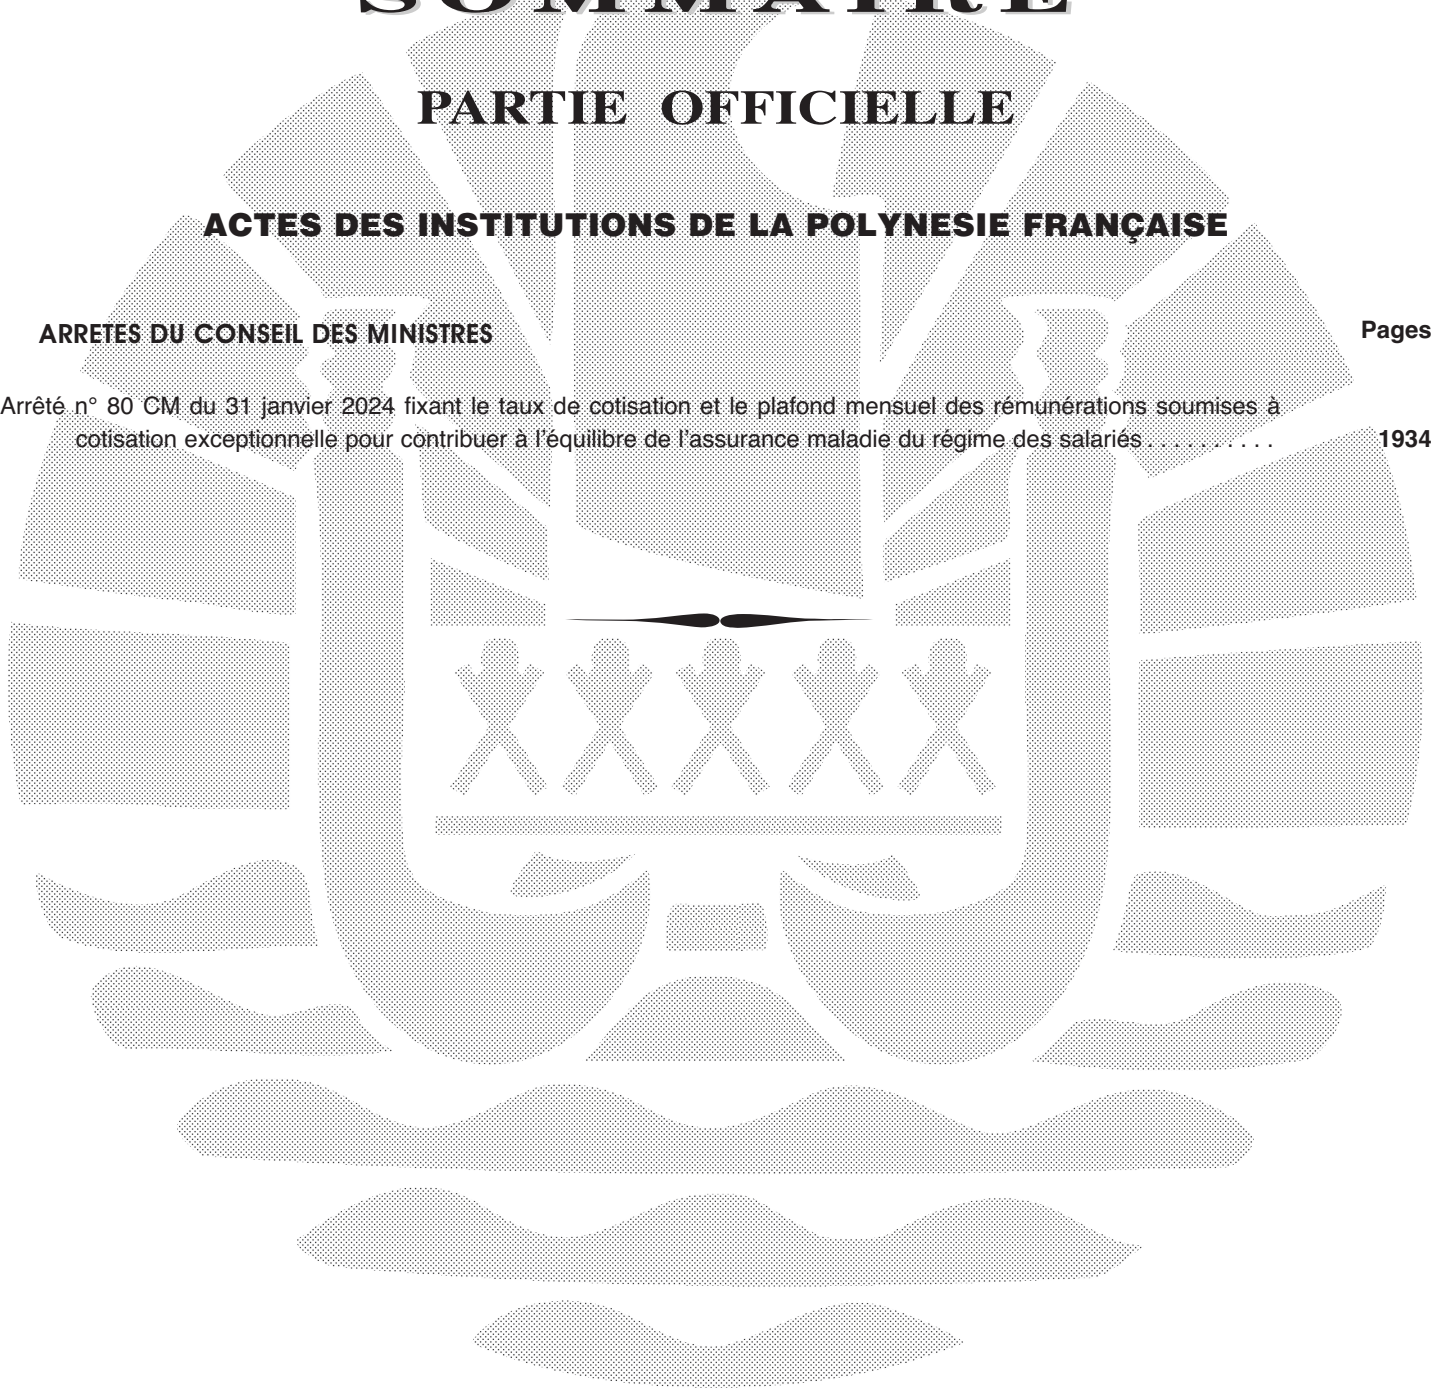 SOMMAIRE
PARTIE OFFICIELLE
ACTES DES INSTITUTIONS DE LA POLYNESIE FRANÇAISE
ARRETES DU CONSEIL DES MINISTRES Pages
Arrêté n° 80 CM du 31 janvier 2024 fixant le taux de cotisation et le plafond mensuel des rémunérations soumises à
cotisation exceptionnelle pour contribuer à l’équilibre de l’assurance maladie du régime des salariés.......... 1934